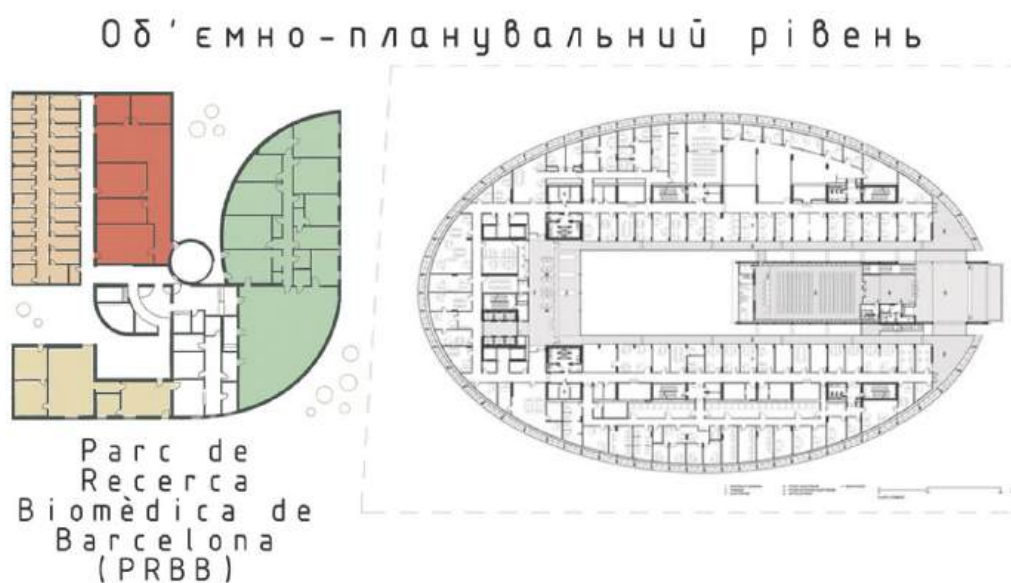 Об'ємно-планувальний рівень
Parc de
Recerca
Biomèdica de
Barcelona
(PRBB)